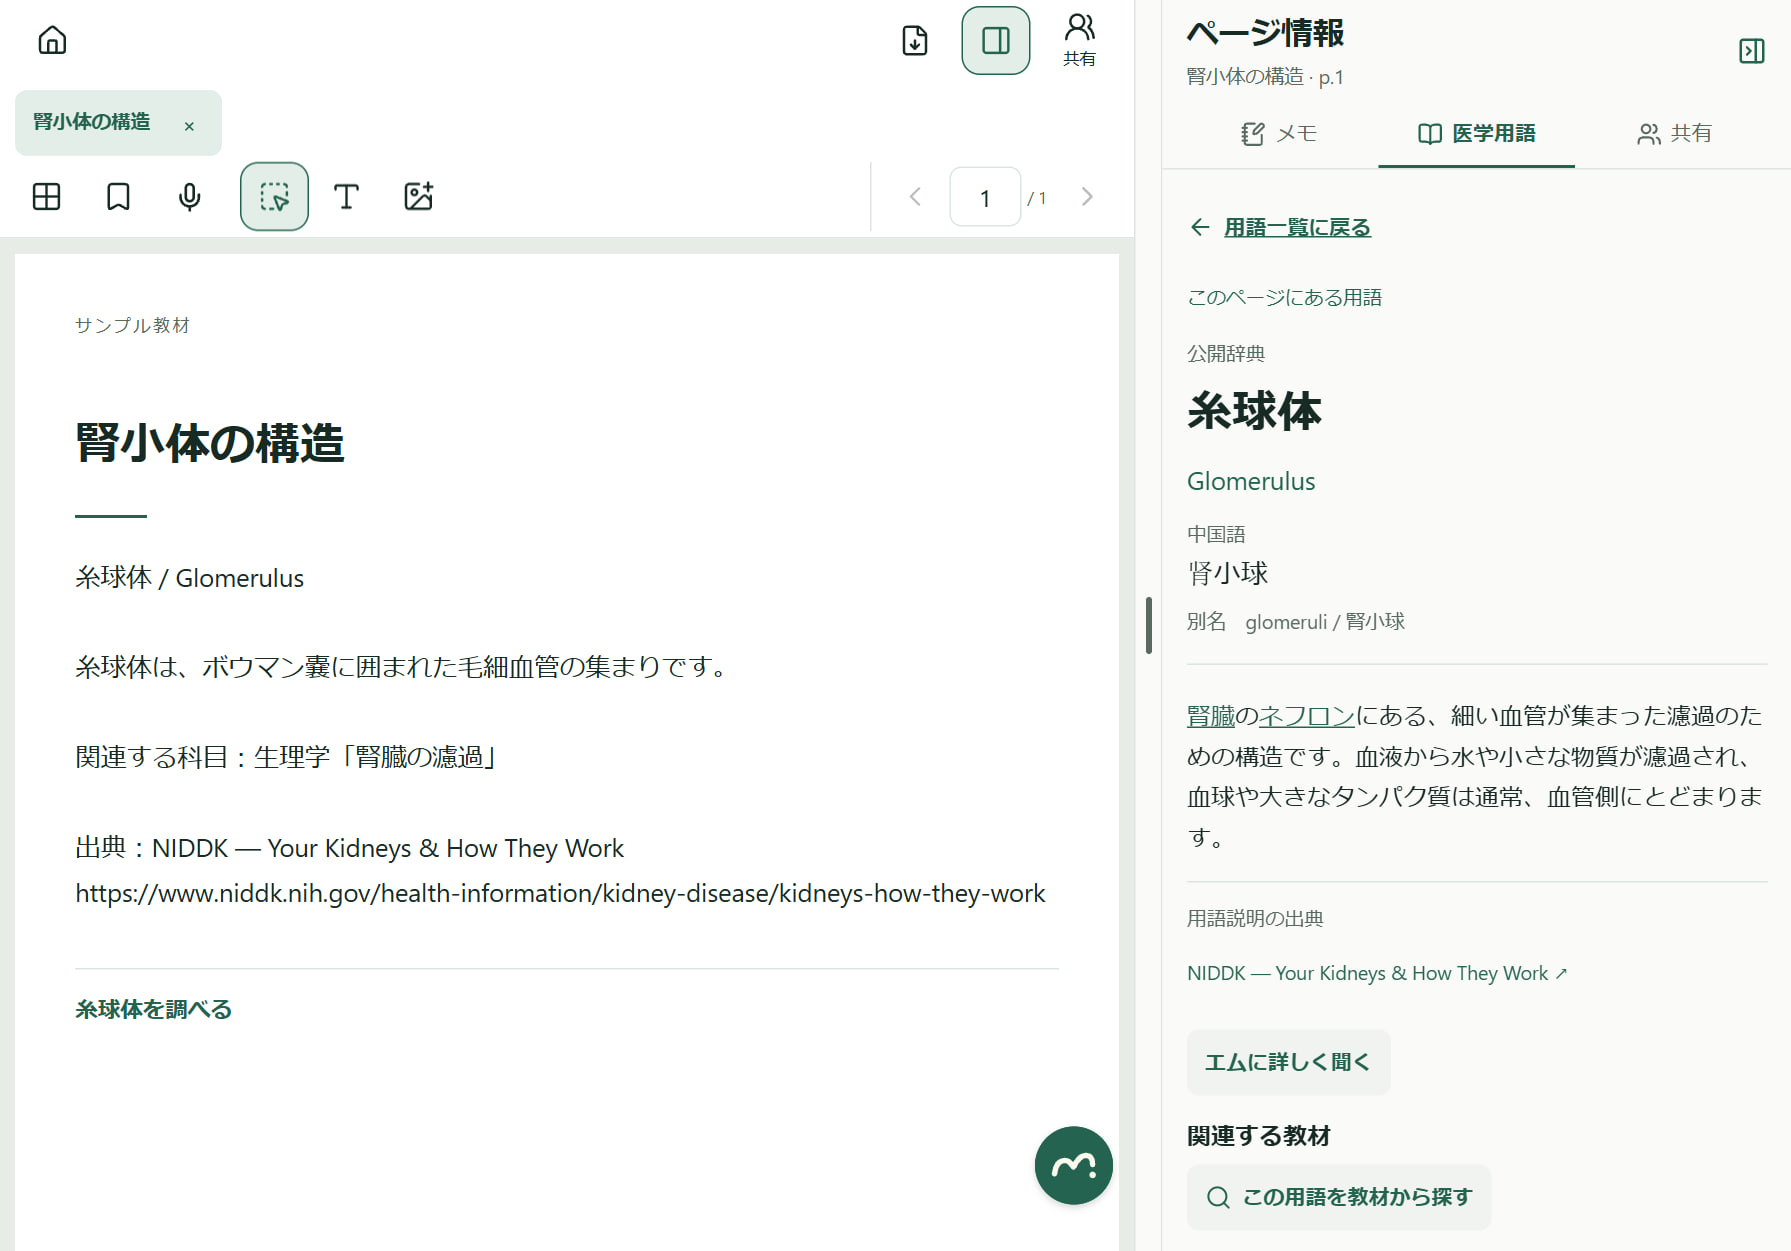 共有
腎小体の構造 ×
1 / 1
サンプル教材
腎小体の構造
糸球体 / Glomerulus
糸球体は、ボウマン嚢に囲まれた毛細血管の集まりです。
関連する科目：生理学「腎臓の濾過」
出典：NIDDK — Your Kidneys & How They Work
https://www.niddk.nih.gov/health-information/kidney-disease/kidneys-how-they-work
糸球体を調べる
ページ情報
腎小体の構造 · p.1
メモ 医学用語 共有
← 用語一覧に戻る
このページにある用語
公開辞典
糸球体
Glomerulus
中国語
肾小球
別名 glomeruli / 腎小球
腎臓のネフロンにある、細い血管が集まった濾過のた
めの構造です。血液から水や小さな物質が濾過され、
血球や大きなタンパク質は通常、血管側にとどまりま
す。
用語説明の出典
NIDDK — Your Kidneys & How They Work ↗
エムに詳しく聞く
関連する教材
この用語を教材から探す